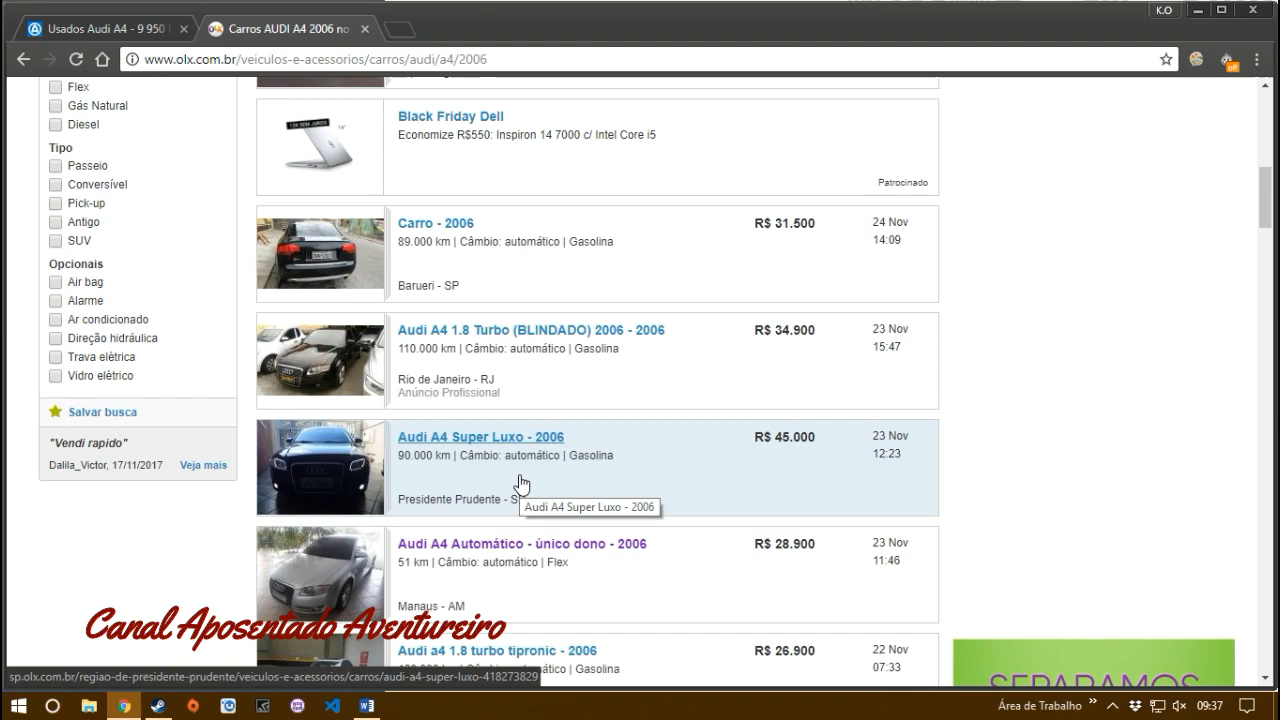 K.O
Usados Audi A4 - 9 950
Carros AUDI A4 2006 no
www.olx.com.br/veiculos-e-acessorios/carros/audi/a4/2006
off
Flex
Gás Natural
Diesel
Tipo
Passeio
Conversível
Pick-up
Antigo
SUV
Opcionais
Air bag
Alarme
Ar condicionado
Direção hidráulica
Trava elétrica
Vidro elétrico
Salvar busca
"Vendi rapido"
Dalila_Victor, 17/11/2017 Veja mais
Black Friday Dell
Economize R$550: Inspiron 14 7000 c/ Intel Core i5
14"
Patrocinado
Carro - 2006 R$ 31.500 24 Nov
89.000 km | Câmbio: automático | Gasolina 14:09
Barueri - SP
Audi A4 1.8 Turbo (BLINDADO) 2006 - 2006 R$ 34.900 23 Nov
110.000 km | Câmbio: automático | Gasolina 15:47
Rio de Janeiro - RJ
Anúncio Profissional
Audi A4 Super Luxo - 2006 R$ 45.000 23 Nov
90.000 km | Câmbio: automático | Gasolina 12:23
Presidente Prudente - S
Audi A4 Super Luxo - 2006
Audi A4 Automático - único dono - 2006 R$ 28.900 23 Nov
51 km | Câmbio: automático | Flex 11:46
Manaus - AM
Canal Aposentado Aventureiro
Audi a4 1.8 turbo tipronic - 2006 R$ 26.900 22 Nov
km | Câmbio: automático | Gasolina 07:33
SEPARAMOS
sp.olx.com.br/regiao-de-presidente-prudente/veiculos-e-acessorios/carros/audi-a4-super-luxo-418273829
Área de Trabalho 09:37